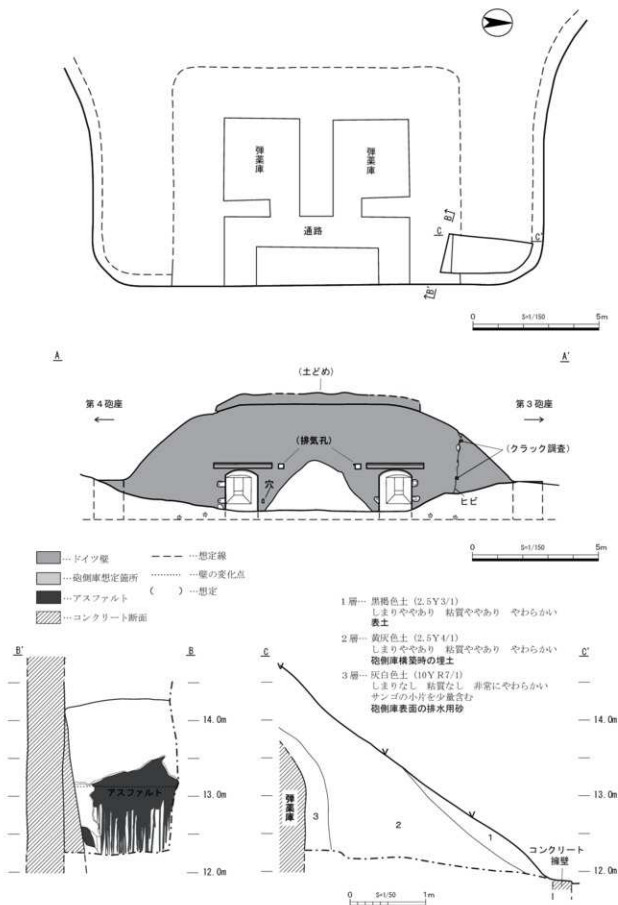 弾薬庫
弾薬庫
通路
B
C
C'
B'
0 S=1/150 5m
A
A'
(土どめ)
第4砲座
第3砲座
(排気孔)
(クラック調査)
穴
ヒビ
0 S=1/150 5m
…ドイツ壁
…砲側庫想定箇所
…アスファルト
…コンクリート断面
…想定線
…壁の変化点
( ) …想定
1層… 黒褐色土 (2.5Y3/1)
しまりややあり 粘質ややあり やわらかい
表土
2層… 黄灰色土 (2.5Y4/1)
しまりややあり 粘質ややあり やわらかい
砲側庫構築時の埋土
3層… 灰白色土 (10YR7/1)
しまりなし 粘質なし 非常にやわらかい
サンゴの小片を少量含む
砲側庫表面の排水用砂
B'
B
C
C'
14.0m
14.0m
13.0m
13.0m
12.0m
12.0m
アスファルト
弾薬庫
3
2
1
コンクリート
擁壁
0 S=1/50 1m